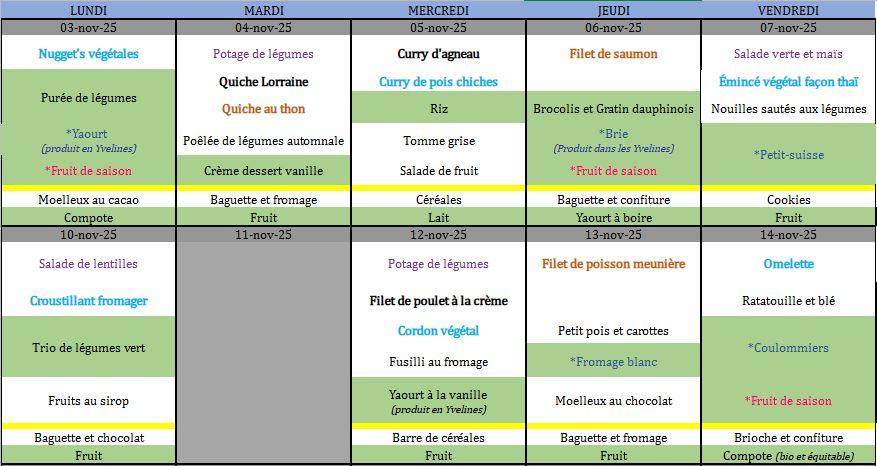 LUNDI MARDI MERCREDI JEUDI VENDREDI
03-nov-25 04-nov-25 05-nov-25 06-nov-25 07-nov-25
Nugget's végétales Potage de légumes Curry d'agneau Filet de saumon Salade verte et maïs
Quiche Lorraine Curry de pois chiches Émincé végétal façon thaï
Purée de légumes Quiche au thon Riz Brocolis et Gratin dauphinois Nouilles sautés aux légumes
*Yaourt
(produit en Yvelines) Poêlée de légumes automnale Tomme grise *Brie
(Produit dans les Yvelines) *Petit-suisse
*Fruit de saison Crème dessert vanille Salade de fruit *Fruit de saison
Moelleux au cacao Baguette et fromage Céréales Baguette et confiture Cookies
Compote Fruit Lait Yaourt à boire Fruit
10-nov-25 11-nov-25 12-nov-25 13-nov-25 14-nov-25
Salade de lentilles Potage de légumes Filet de poisson meunière Omelette
Croustillant fromager Filet de poulet à la crème Ratatouille et blé
Cordon végétal Petit pois et carottes
Trio de légumes vert Fusilli au fromage *Fromage blanc *Coulommiers
Fruits au sirop Yaourt à la vanille
(produit en Yvelines) Moelleux au chocolat *Fruit de saison
Baguette et chocolat Barre de céréales Baguette et fromage Brioche et confiture
Fruit Fruit Fruit Compote (bio et équitable)